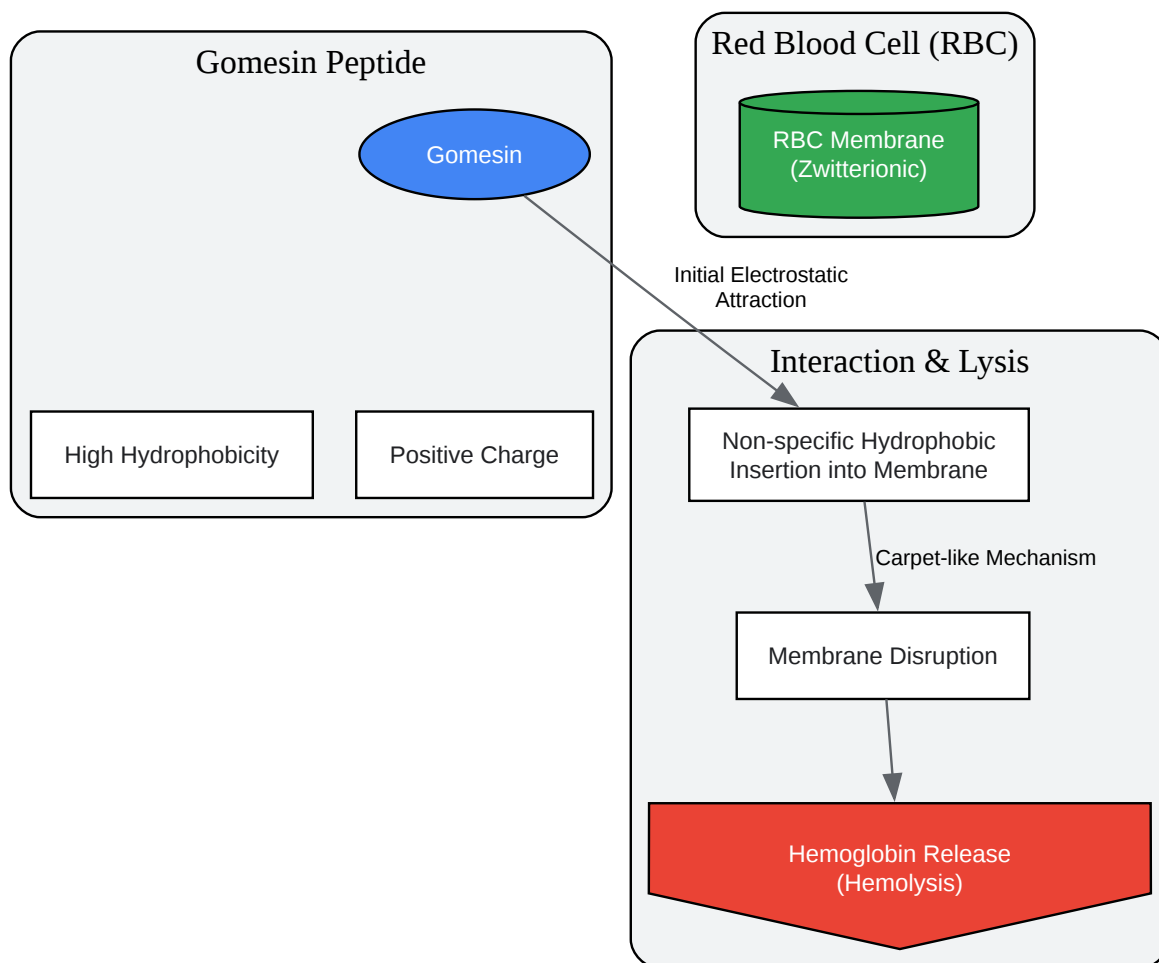 Gomesin Peptide
Gomesin
High Hydrophobicity
Positive Charge
Red Blood Cell (RBC)
RBC Membrane
(Zwitterionic)
Initial Electrostatic
Attraction
Interaction & Lysis
Non-specific Hydrophobic
Insertion into Membrane
Carpet-like Mechanism
Membrane Disruption
Hemoglobin Release
(Hemolysis)